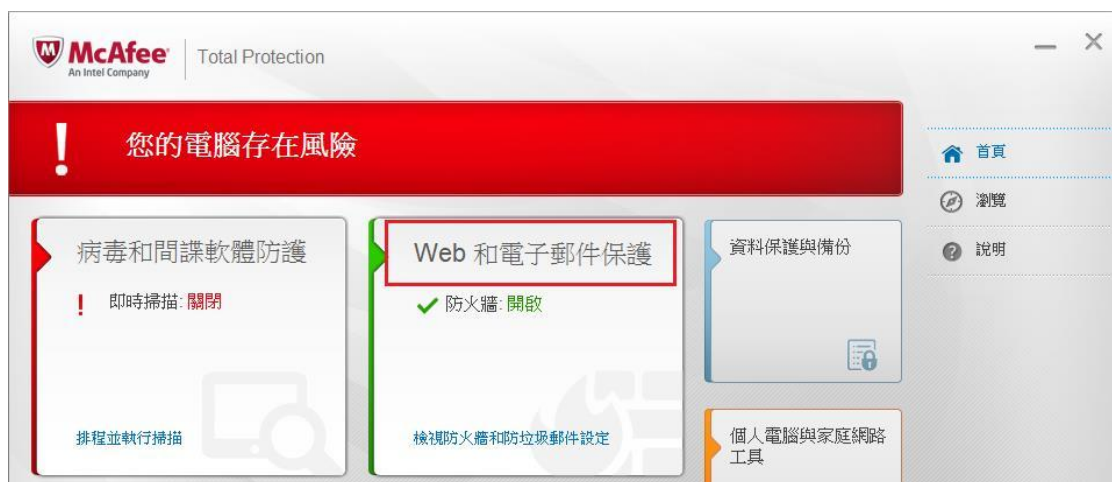 McAfee
An Intel Company
Total Protection
您的電腦存在風險
首頁
瀏覽
說明
病毒和間諜軟體防護
即時掃描: 關閉
排程並執行掃描
Web 和電子郵件保護
防火牆: 開啟
檢視防火牆和防垃圾郵件設定
資料保護與備份
個人電腦與家庭網路
工具